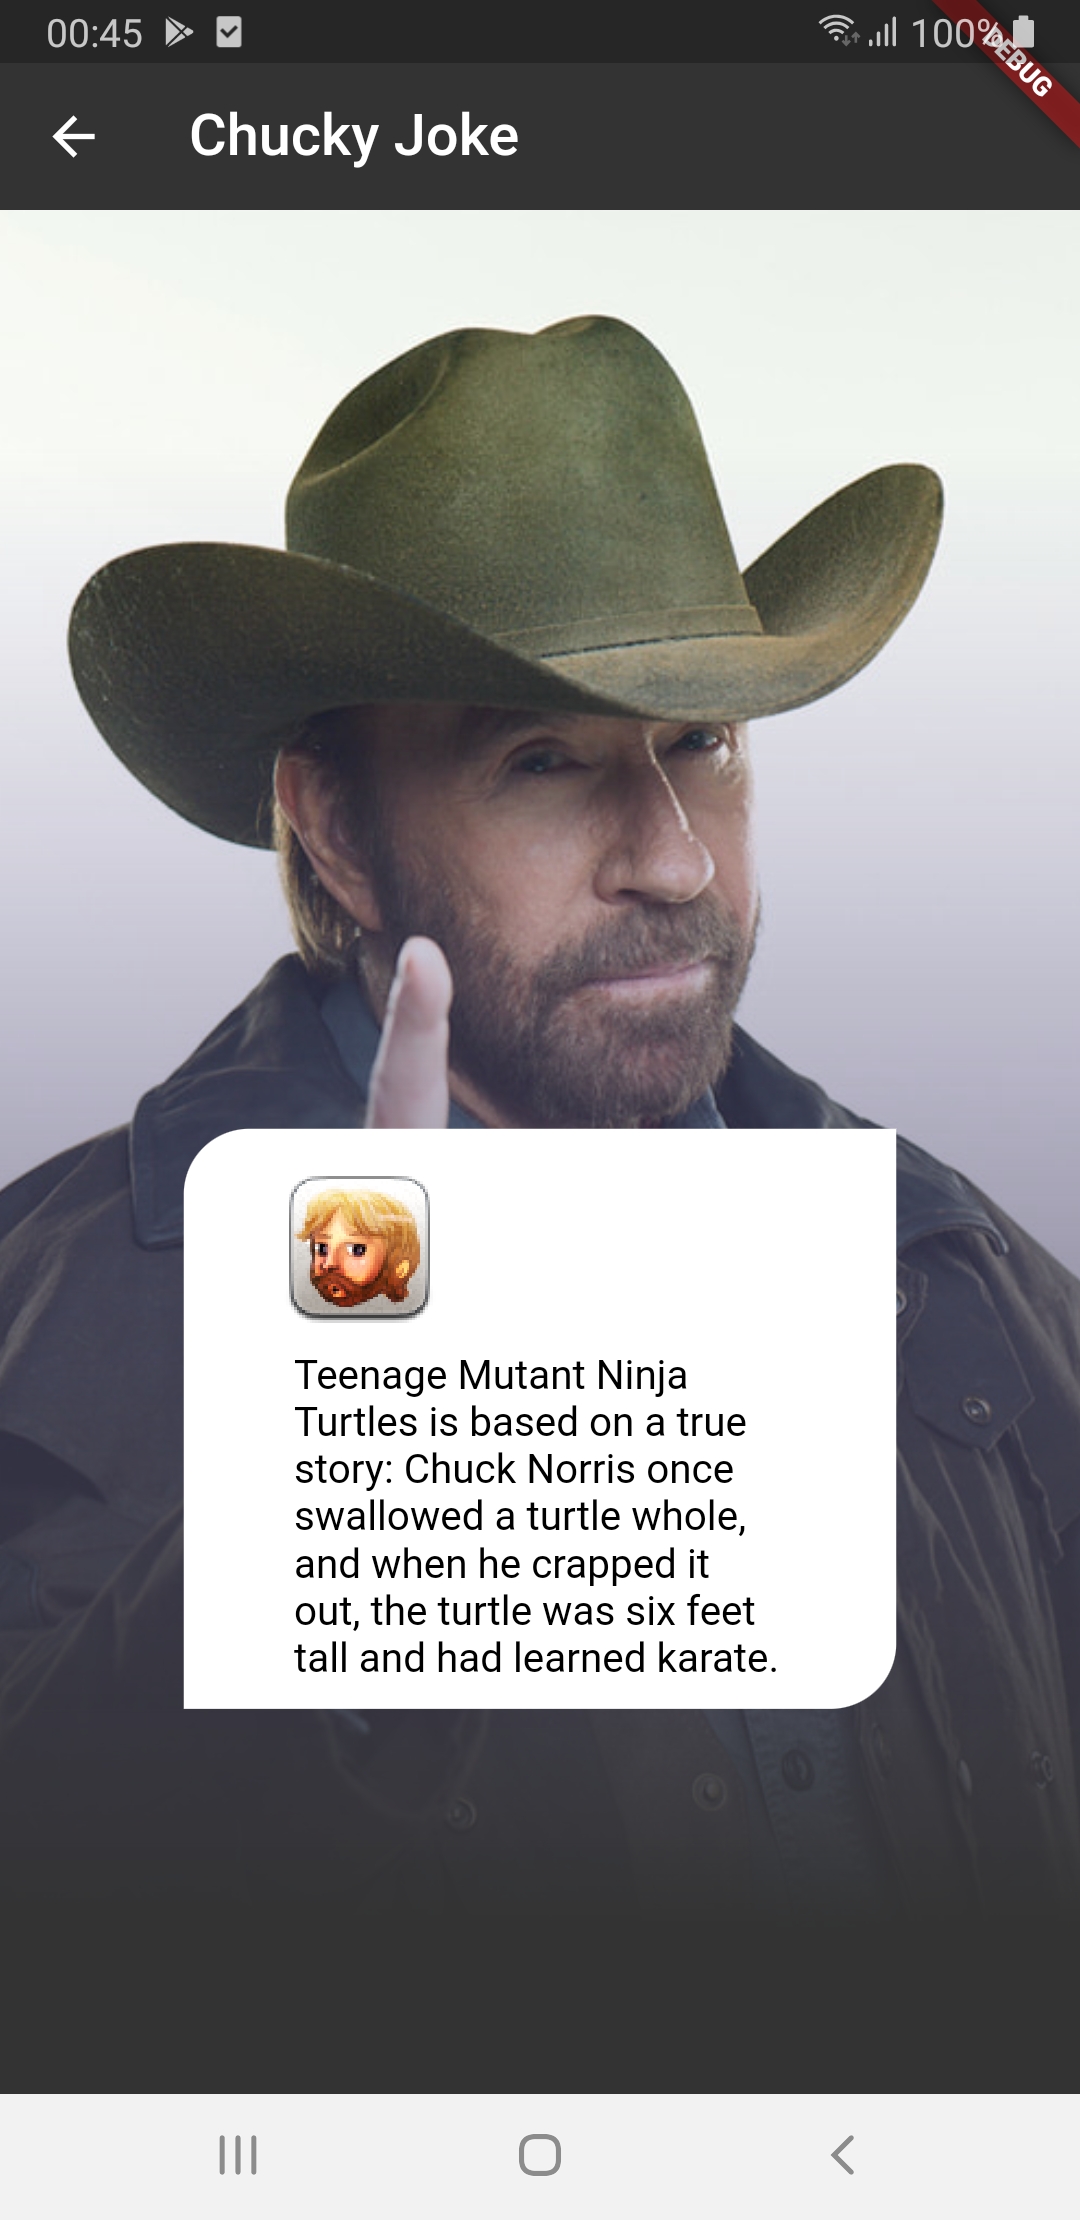 00:45
100%
DEBUG
Chucky Joke
Teenage Mutant Ninja
Turtles is based on a true
story: Chuck Norris once
swallowed a turtle whole,
and when he crapped it
out, the turtle was six feet
tall and had learned karate.